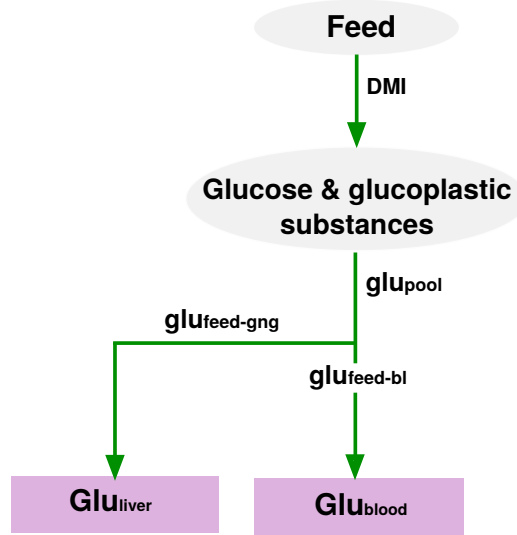 Feed
DMI
Glucose & glucoplastic
substances
glupool
glufeed-gng
glufeed-bl
Gluliver
Glublood